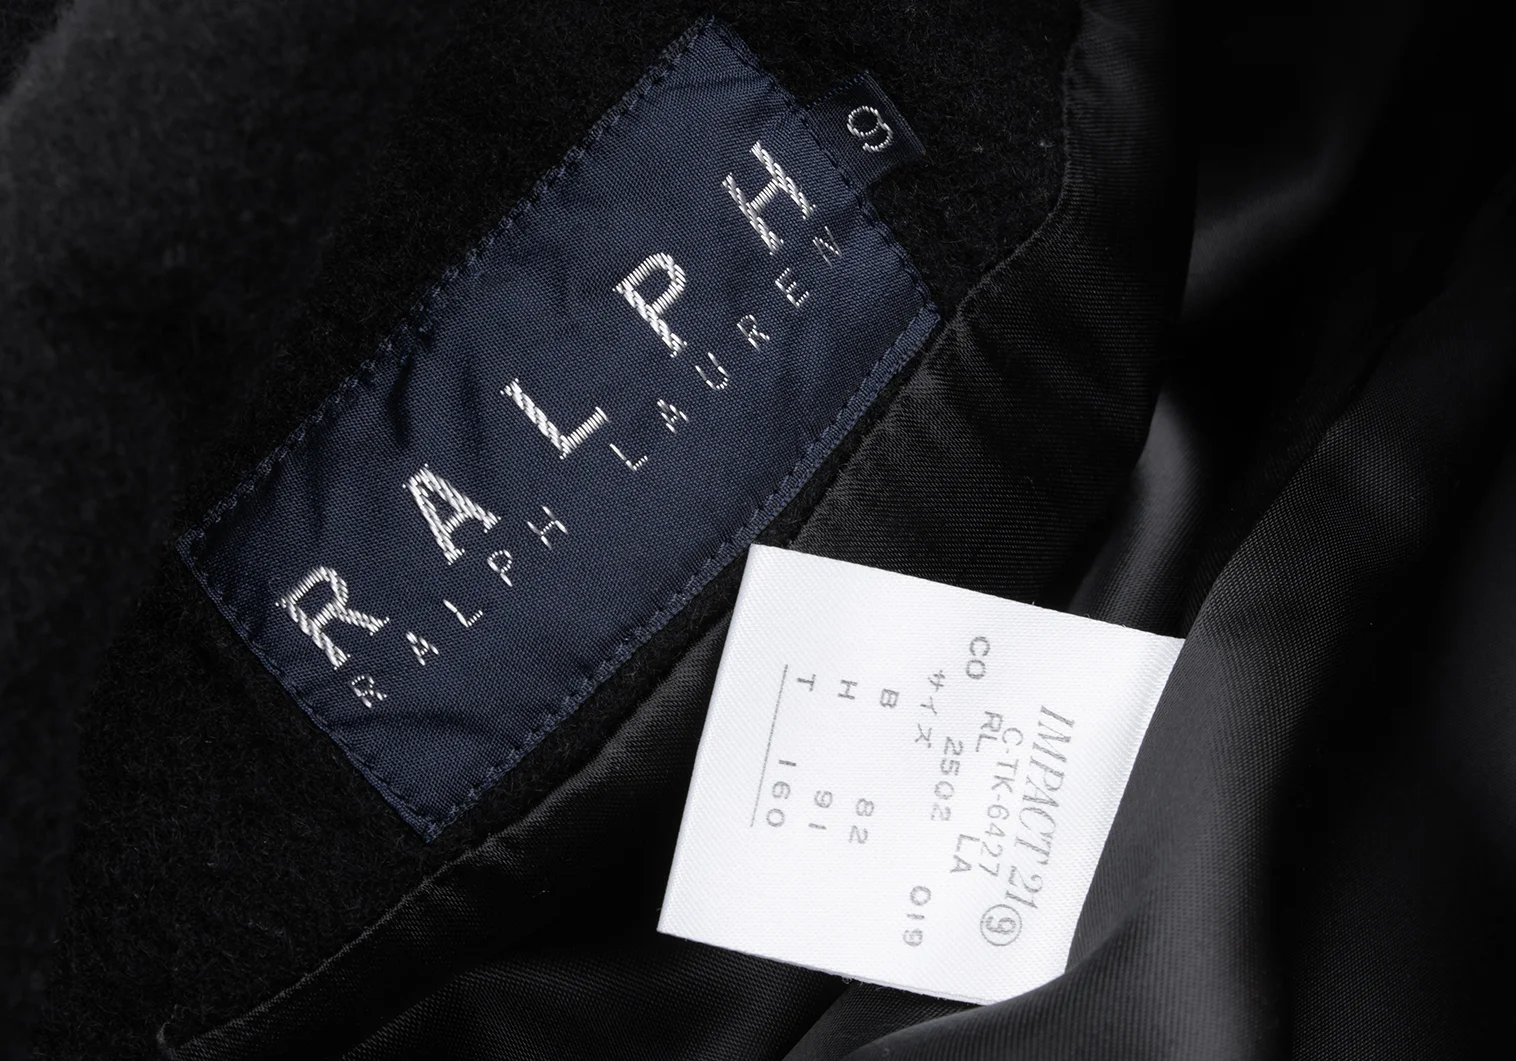 9
RALPH
RALPH LAUREN
IMPACT 21 ⑨
C-TK-6427
CO RL LA
2502
サイズ 019
B 82
H 91
T 160